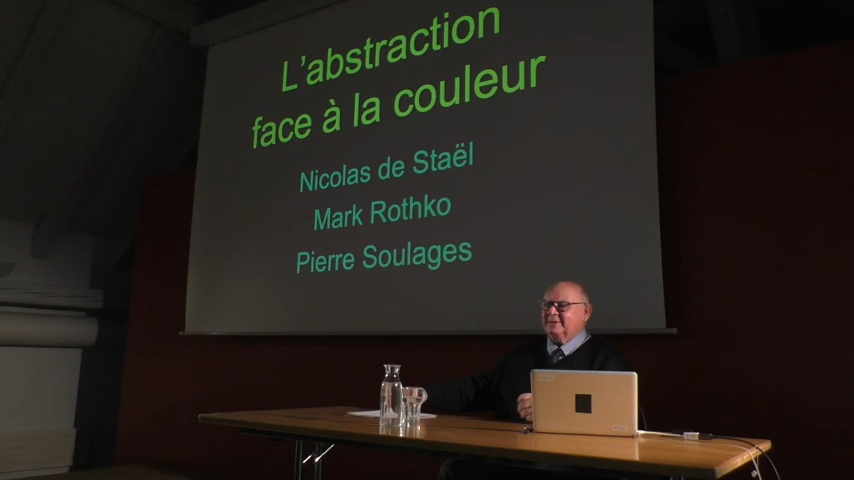 L'abstraction
face à la couleur
Nicolas de Staël
Mark Rothko
Pierre Soulages